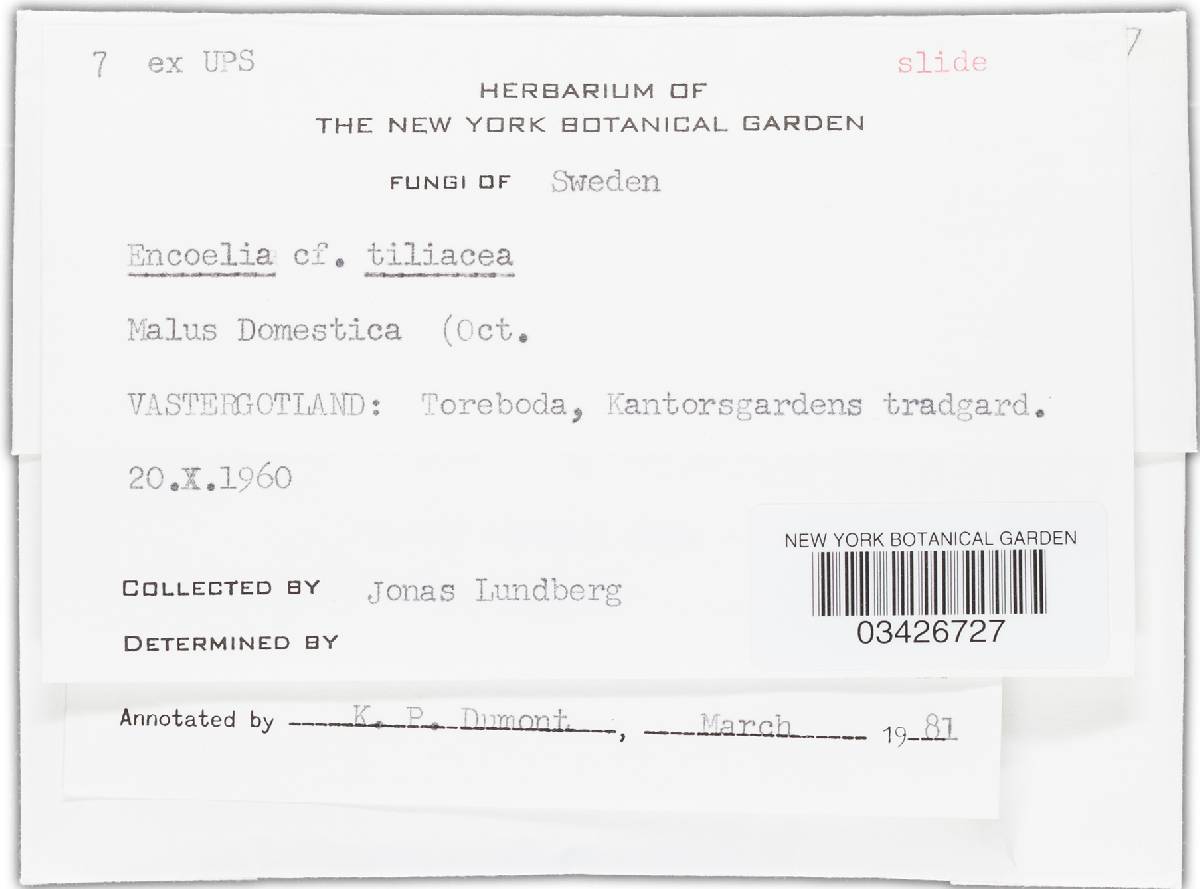 7 ex UPS slide 7
HERBARIUM OF
THE NEW YORK BOTANICAL GARDEN
FUNGI OF Sweden
Encoelia cf. tiliacea
Malus Domestica (Oct.
VASTERGOTLAND: Toreboda, Kantorsgardens tradgard.
20.X.1960
NEW YORK BOTANICAL GARDEN
03426727
COLLECTED BY Jonas Lundberg
DETERMINED BY
Annotated by K. P. Dumont, March 1981